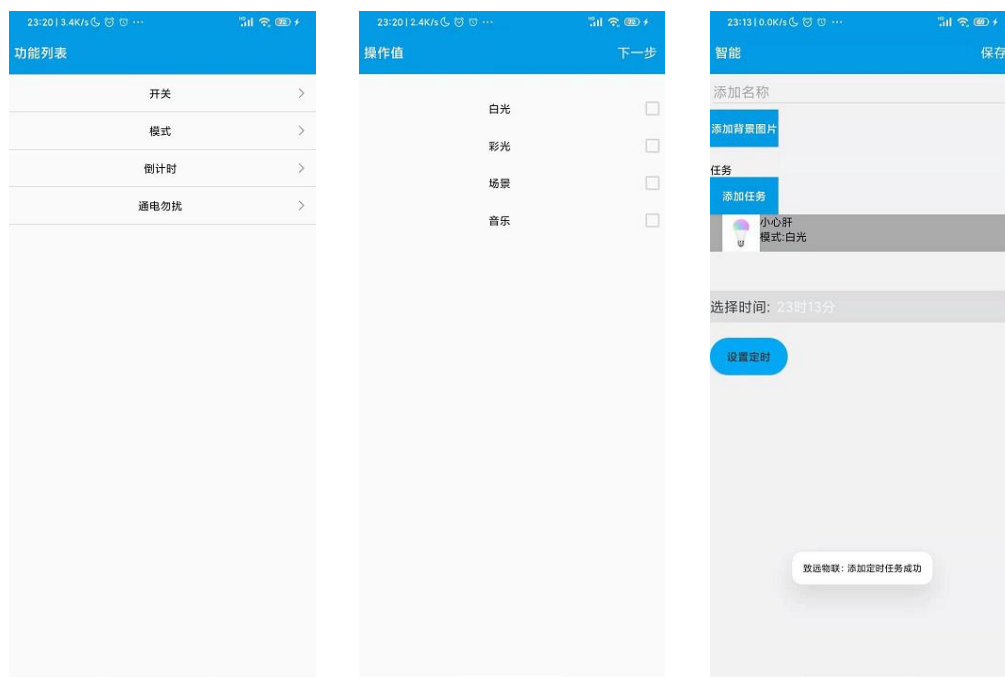 23:20 | 3.4K/s ···
功能列表
开关
模式
倒计时
通电勿扰
23:20 | 2.4K/s ···
操作值
下一步
白光
彩光
场景
音乐
23:13 | 0.0K/s ···
智能
保存
添加名称
添加背景图片
任务
添加任务
小心肝
模式:白光
选择时间: 23时13分
设置定时
致远物联：添加定时任务成功